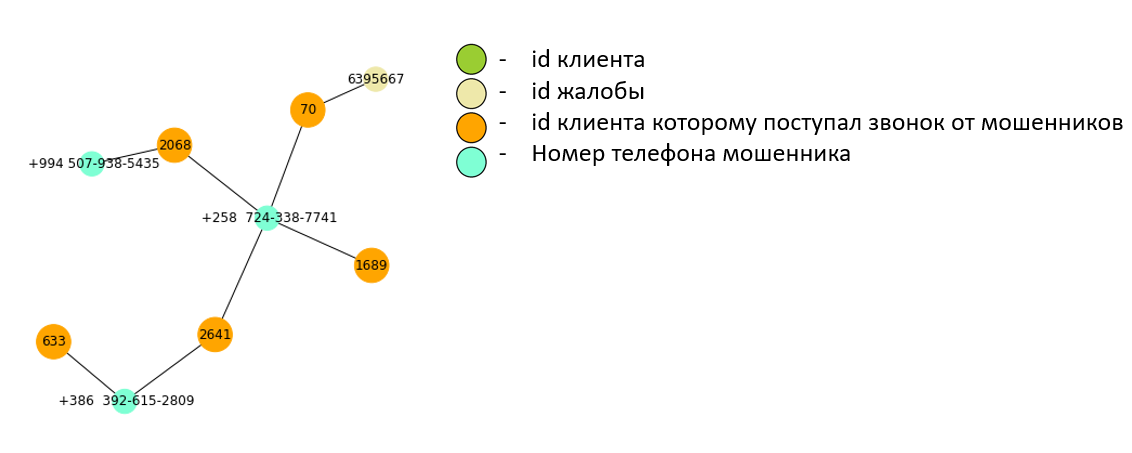 6395667
70
2068
+994 507-938-5435
+258 724-338-7741
1689
2641
633
+386 392-615-2809
- id клиента
- id жалобы
- id клиента которому поступал звонок от мошенников
- Номер телефона мошенника